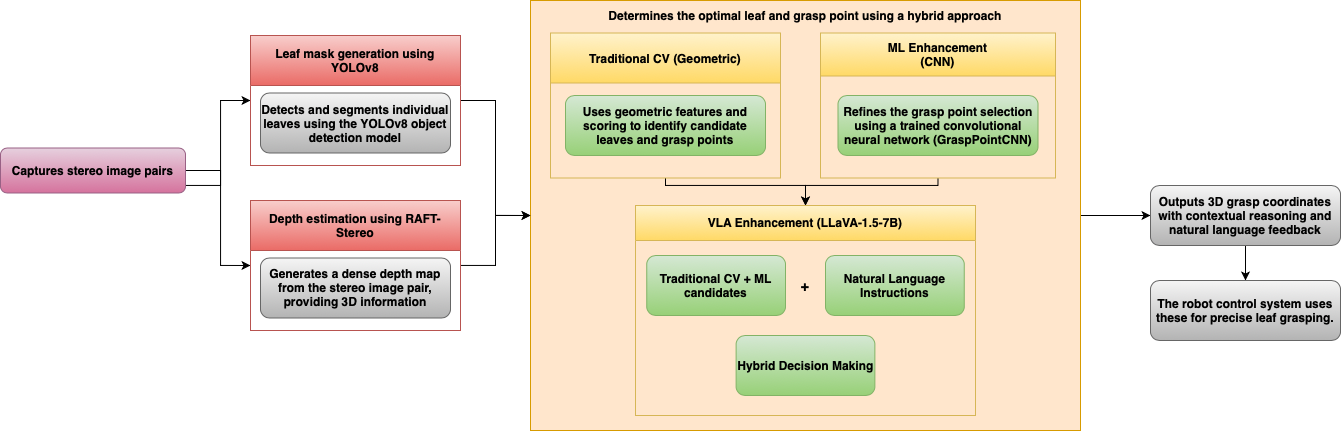 Captures stereo image pairs
Leaf mask generation using
YOLOv8
Detects and segments individual
leaves using the YOLOv8 object
detection model
Depth estimation using RAFT-
Stereo
Generates a dense depth map
from the stereo image pair,
providing 3D information
Determines the optimal leaf and grasp point using a hybrid approach
Traditional CV (Geometric)
Uses geometric features and
scoring to identify candidate
leaves and grasp points
ML Enhancement
(CNN)
Refines the grasp point selection
using a trained convolutional
neural network (GraspPointCNN)
VLA Enhancement (LLaVA-1.5-7B)
Traditional CV + ML
candidates
+
Natural Language
Instructions
Hybrid Decision Making
Outputs 3D grasp coordinates
with contextual reasoning and
natural language feedback
The robot control system uses
these for precise leaf grasping.